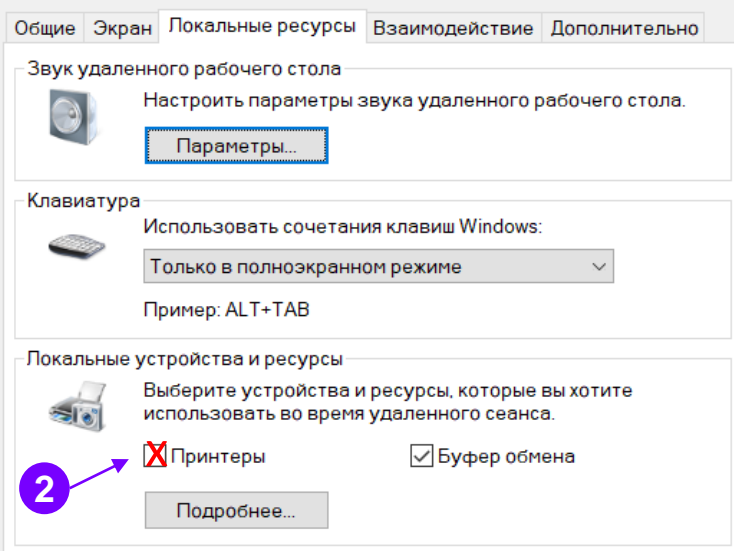 Общие Экран Локальные ресурсы Взаимодействие Дополнительно
Звук удаленного рабочего стола
Настроить параметры звука удаленного рабочего стола.
Параметры...
Клавиатура
Использовать сочетания клавиш Windows:
Только в полноэкранном режиме
Пример: ALT+TAB
Локальные устройства и ресурсы
Выберите устройства и ресурсы, которые вы хотите
использовать во время удаленного сеанса.
X Принтеры Буфер обмена
2
Подробнее...